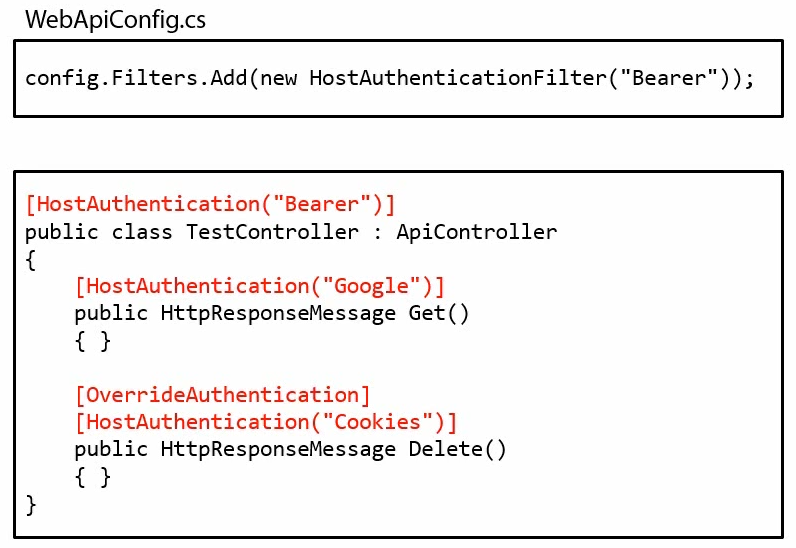 WebApiConfig.cs
config.Filters.Add(new HostAuthenticationFilter("Bearer"));
[HostAuthentication("Bearer")]
public class TestController : ApiController
{
    [HostAuthentication("Google")]
    public HttpResponseMessage Get()
    { }
    [OverrideAuthentication]
    [HostAuthentication("Cookies")]
    public HttpResponseMessage Delete()
    { }
}